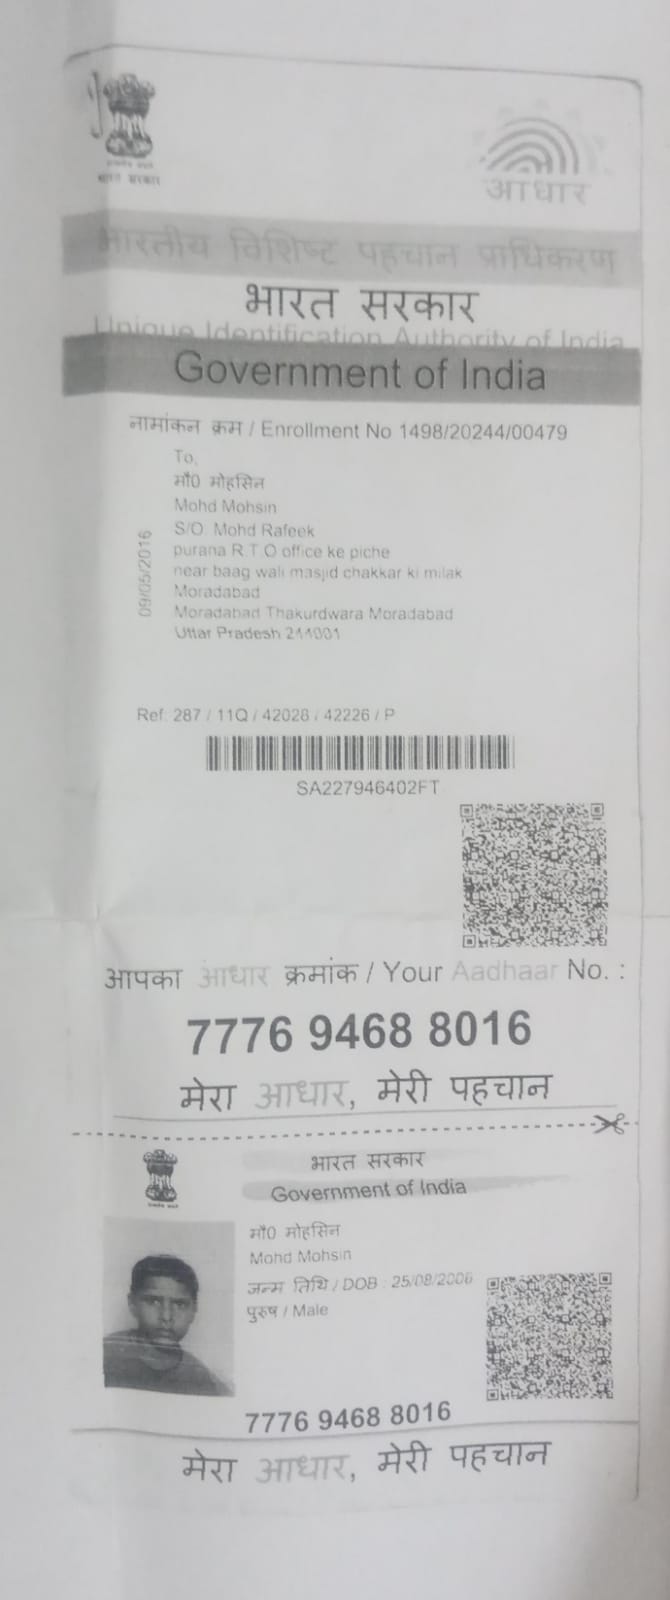 भारत सरकार
आधार
भारतीय विशिष्ट पहचान प्राधिकरण
भारत सरकार
Unique Identification Authority of India
Government of India
नामांकन क्रम / Enrollment No 1498/20244/00479
To,
मौ0 मोहसिन
Mohd Mohsin
S/O. Mohd Rafeek
purana R.T.O office ke piche
near baag wali masjid chakkar ki milak
Moradabad
Moradabad Thakurdwara Moradabad
Uttar Pradesh 244001
09/05/2016
Ref: 287 / 11Q / 42028 / 42226 / P
SA227946402FT
आपका आधार क्रमांक / Your Aadhaar No. :
7776 9468 8016
मेरा आधार, मेरी पहचान
भारत सरकार
Government of India
मौ0 मोहसिन
Mohd Mohsin
जन्म तिथि / DOB : 25/08/2006
पुरुष / Male
7776 9468 8016
मेरा आधार, मेरी पहचान